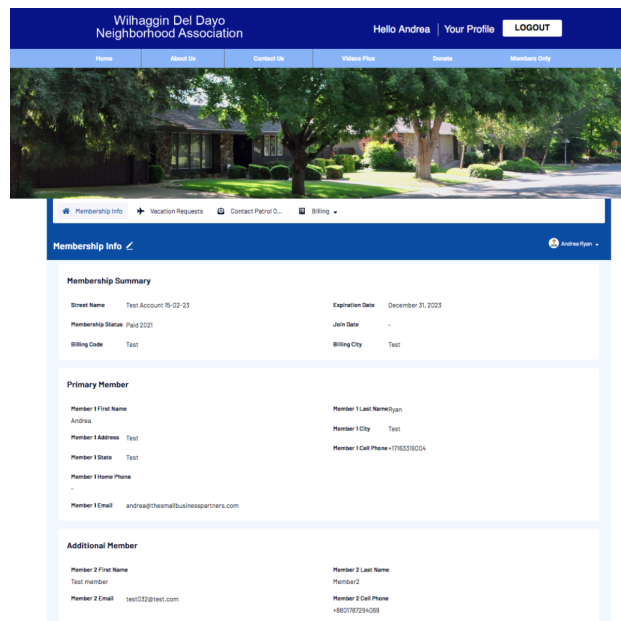 Wilhaggin Del Dayo
Neighborhood Association
Hello Andrea | Your Profile LOGOUT
Home About Us Contact Us Videos Plus Donate Members Only
Membership Info Vacation Requests Contact Patrol O... Billing
Membership Info Andrea Ryan
Membership Summary
Street Name Test Account 15-02-23 Expiration Date December 31, 2023
Membership Status Paid 2021 Join Date -
Billing Code Test Billing City Test
Primary Member
Member 1 First Name Member 1 Last Name Ryan
Andrea
Member 1 City Test
Member 1 Address Test
Member 1 Cell Phone +17163319004
Member 1 State Test
Member 1 Home Phone
-
Member 1 Email andrea@thesmallbusinesspartners.com
Additional Member
Member 2 First Name Member 2 Last Name
Test member Member2
Member 2 Email test032@test.com Member 2 Cell Phone
+8801787294069